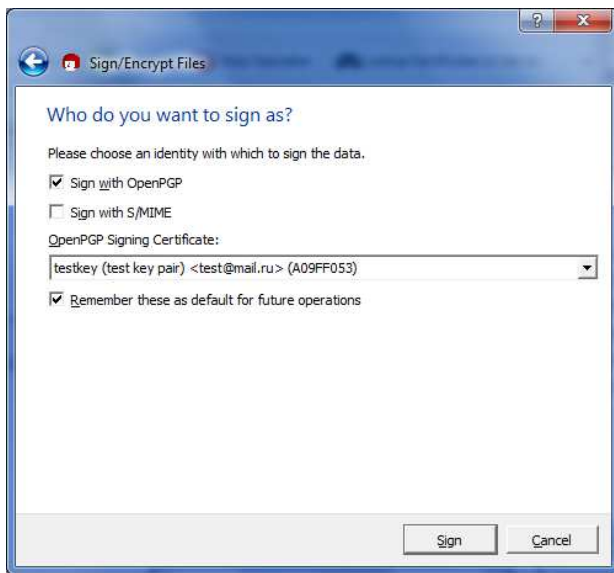 Sign/Encrypt Files
Who do you want to sign as?
Please choose an identity with which to sign the data.
Sign with OpenPGP
Sign with S/MIME
OpenPGP Signing Certificate:
testkey (test key pair) <test@mail.ru> (A09FF053)
Remember these as default for future operations
Sign
Cancel